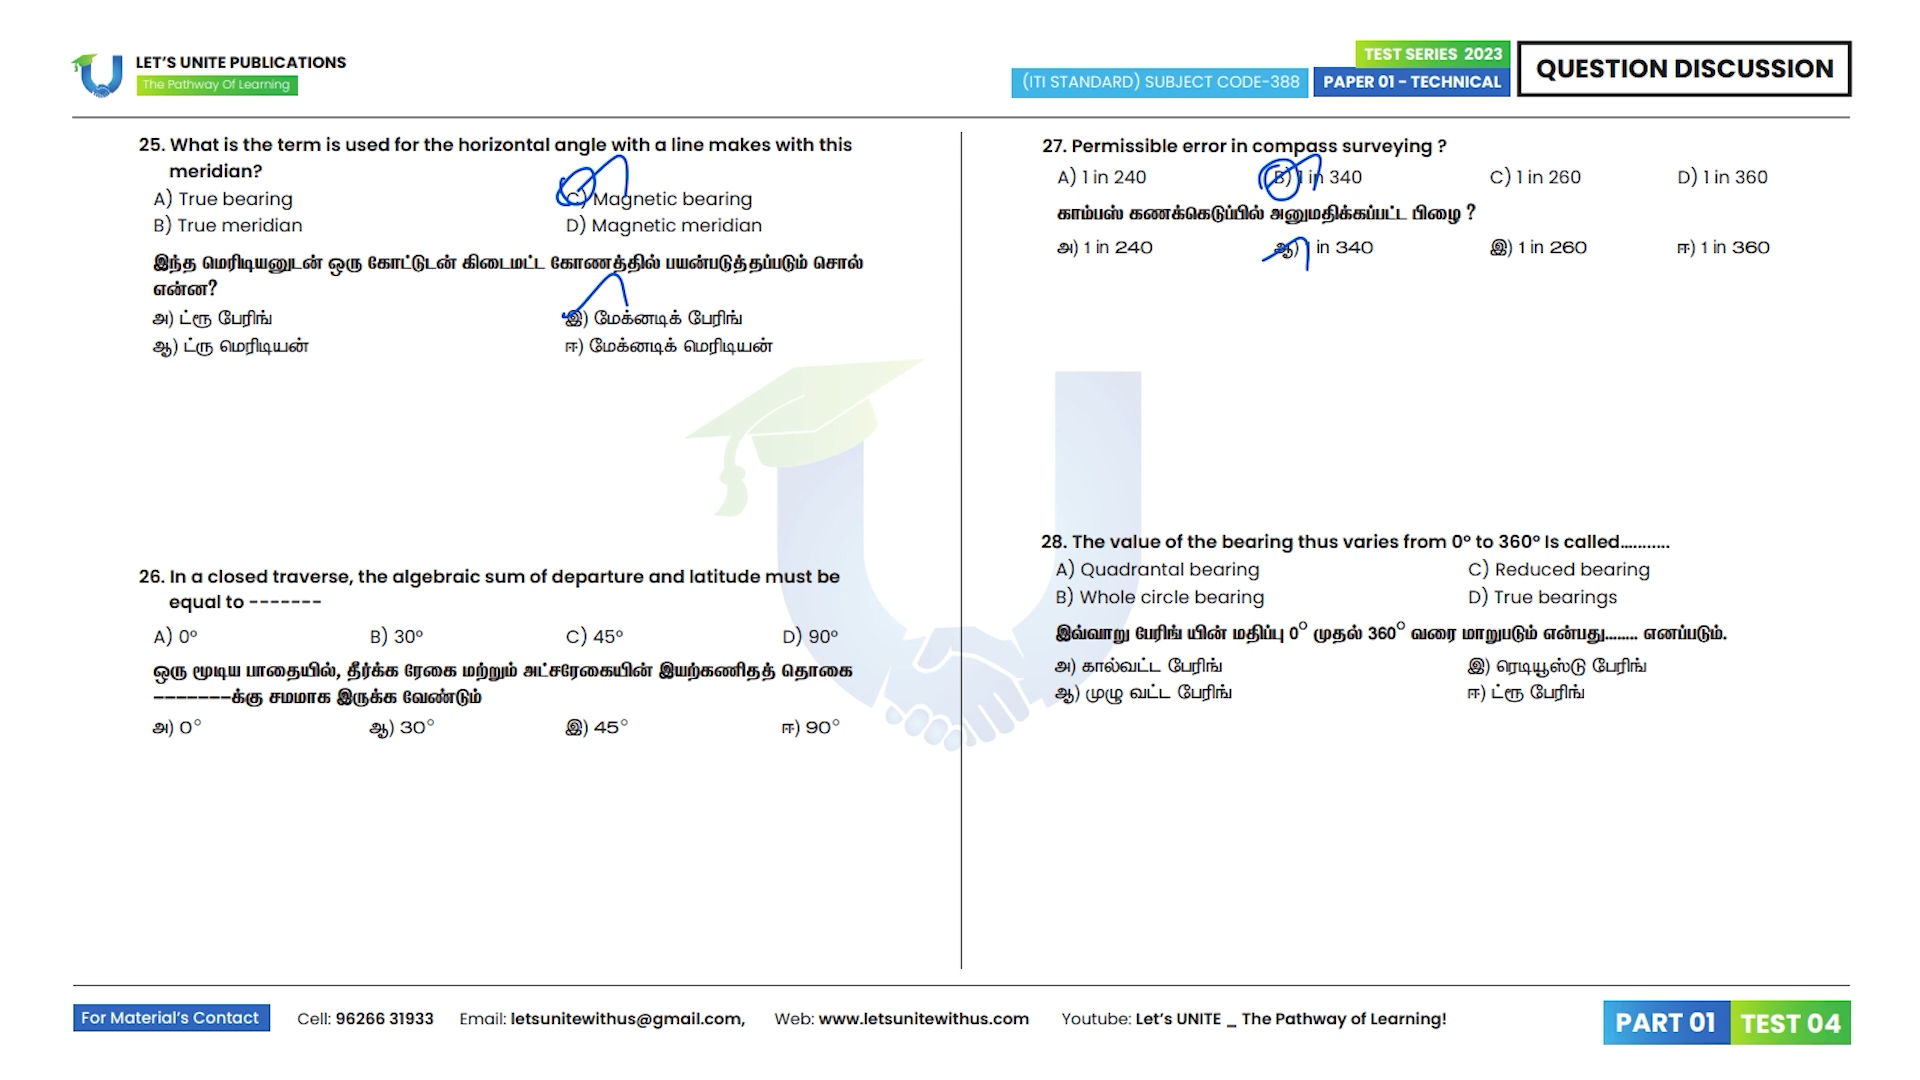 LET'S UNITE PUBLICATIONS
The Pathway Of Learning
TEST SERIES 2023
(ITI STANDARD) SUBJECT CODE-388
PAPER 01 - TECHNICAL
QUESTION DISCUSSION
25. What is the term is used for the horizontal angle with a line makes with this
meridian?
A) True bearing
C) Magnetic bearing
B) True meridian
D) Magnetic meridian
இந்த மெரிடியனுடன் ஒரு கோட்டுடன் கிடைமட்ட கோணத்தில் பயன்படுத்தப்படும் சொல்
என்ன?
அ) ட்ரூ பேரிங்
இ) மேக்னடிக் பேரிங்
ஆ) ட்ரு மெரிடியன்
ஈ) மேக்னடிக் மெரிடியன்
26. In a closed traverse, the algebraic sum of departure and latitude must be
equal to -------
A) 0°
B) 30°
C) 45°
D) 90°
ஒரு மூடிய பாதையில், தீர்க்க ரேகை மற்றும் அட்சரேகையின் இயற்கணிதத் தொகை
-------க்கு சமமாக இருக்க வேண்டும்
அ) 0°
ஆ) 30°
இ) 45°
ஈ) 90°
27. Permissible error in compass surveying ?
A) 1 in 240
B) 1 in 340
C) 1 in 260
D) 1 in 360
காம்பஸ் கணக்கெடுப்பில் அனுமதிக்கப்பட்ட பிழை ?
அ) 1 in 240
ஆ) 1 in 340
இ) 1 in 260
ஈ) 1 in 360
28. The value of the bearing thus varies from 0° to 360° Is called...........
A) Quadrantal bearing
C) Reduced bearing
B) Whole circle bearing
D) True bearings
இவ்வாறு பேரிங் யின் மதிப்பு 0° முதல் 360° வரை மாறுபடும் என்பது........ எனப்படும்.
அ) கால்வட்ட பேரிங்
இ) ரெடியூஸ்டு பேரிங்
ஆ) முழு வட்ட பேரிங்
ஈ) ட்ரூ பேரிங்
For Material's Contact
Cell: 96266 31933
Email: letsunitewithus@gmail.com,
Web: www.letsunitewithus.com
Youtube: Let's UNITE _ The Pathway of Learning!
PART 01
TEST 04